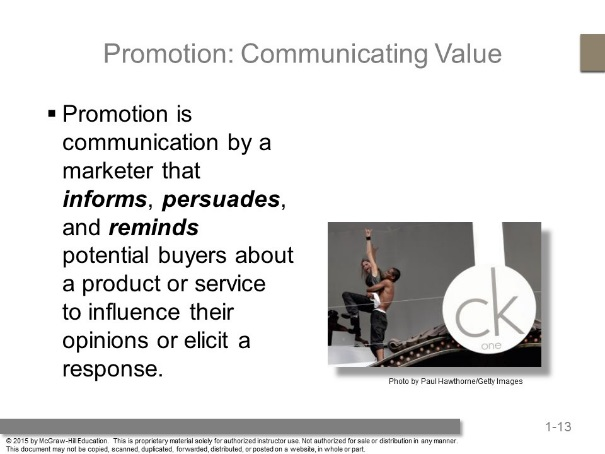 Promotion: Communicating Value
▪ Promotion is
communication by a
marketer that
informs, persuades,
and reminds
potential buyers about
a product or service
to influence their
opinions or elicit a
response.
ck
one
Photo by Paul Hawthorne/Getty Images
1-13
© 2015 by McGraw-Hill Education. This is proprietary material solely for authorized instructor use. Not authorized for sale or distribution in any manner.
This document may not be copied, scanned, duplicated, forwarded, distributed, or posted on a website, in whole or part.